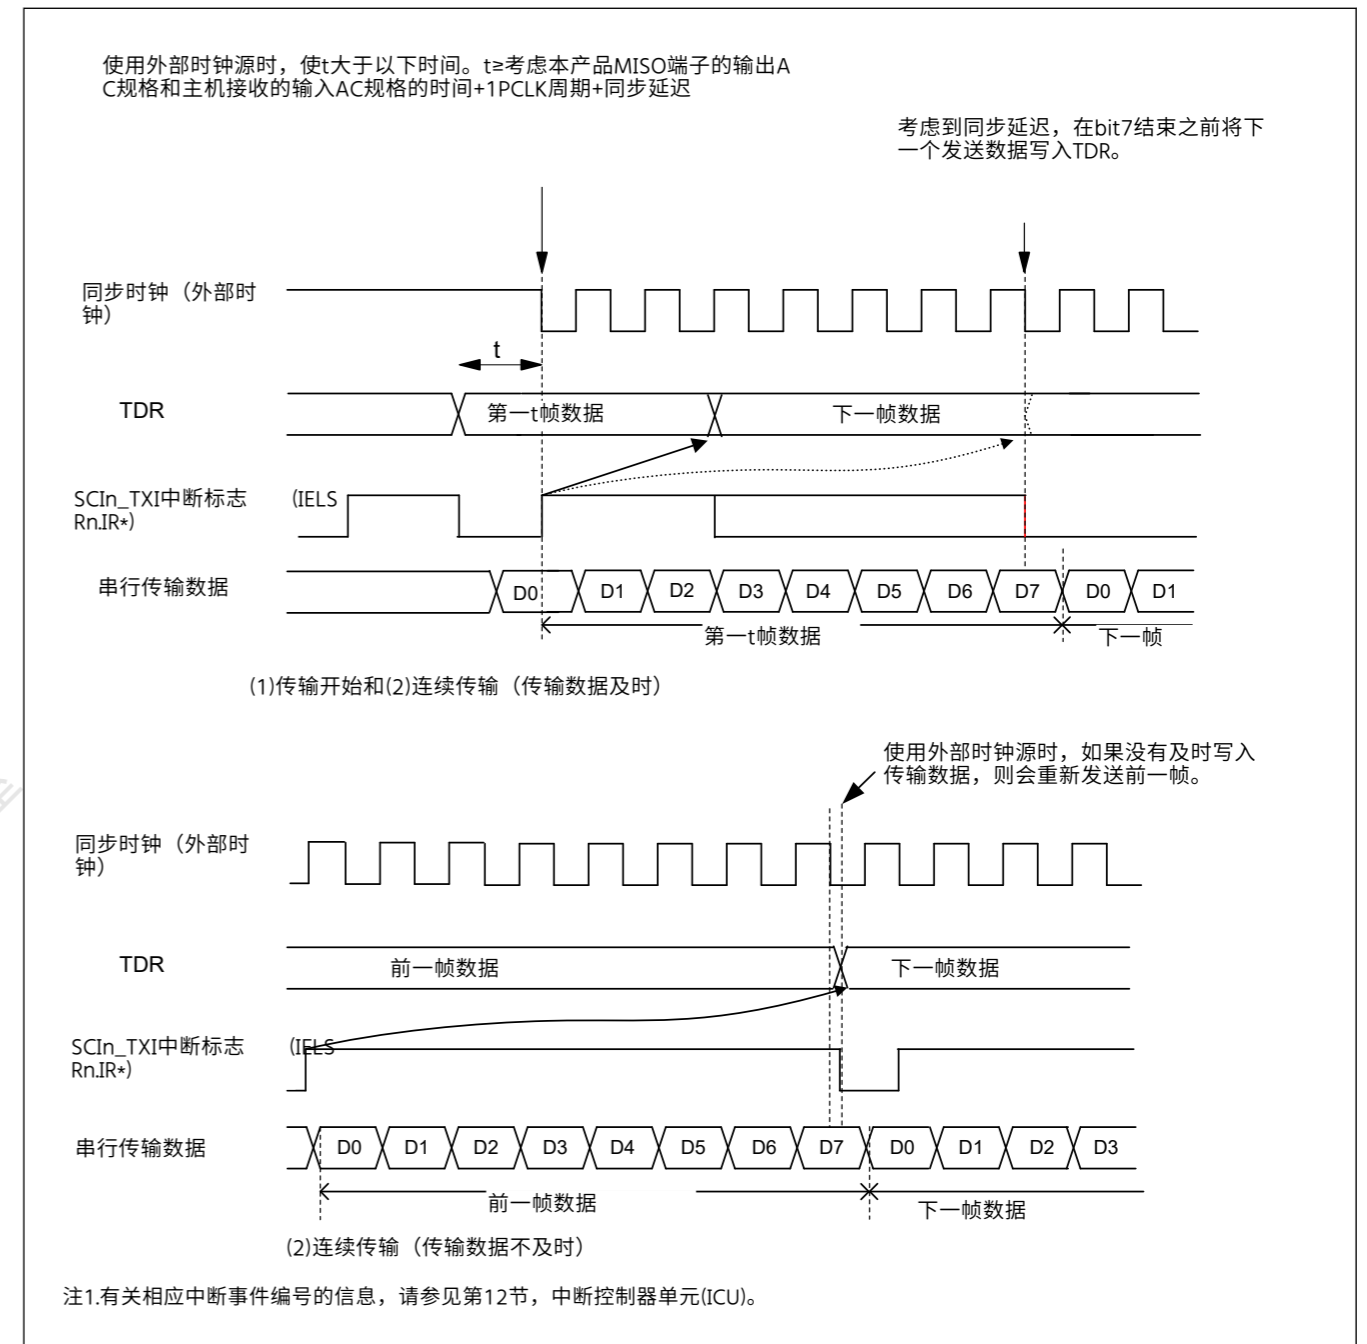 使用外部时钟源时，使t大于以下时间。t≥考虑本产品MISO端子的输出A
C规格和主机接收的输入AC规格的时间+1PCLK周期+同步延迟
考虑到同步延迟，在bit7结束之前将下
一个发送数据写入TDR。
同步时钟（外部时
钟）
t
TDR
第一t帧数据
下一帧数据
SCIn_TXI中断标志 (IELS
Rn.IR*)
串行传输数据
D0 D1 D2 D3 D4 D5 D6 D7 D0 D1
第一t帧数据
下一帧
(1)传输开始和(2)连续传输（传输数据及时）
使用外部时钟源时，如果没有及时写入
传输数据，则会重新发送前一帧。
同步时钟（外部时
钟）
TDR
前一帧数据
下一帧数据
SCIn_TXI中断标志 (IELS
Rn.IR*)
串行传输数据
D0 D1 D2 D3 D4 D5 D6 D7 D0 D1 D2 D3
前一帧数据
下一帧数据
(2)连续传输（传输数据不及时）
注1.有关相应中断事件编号的信息，请参见第12节，中断控制器单元(ICU)。